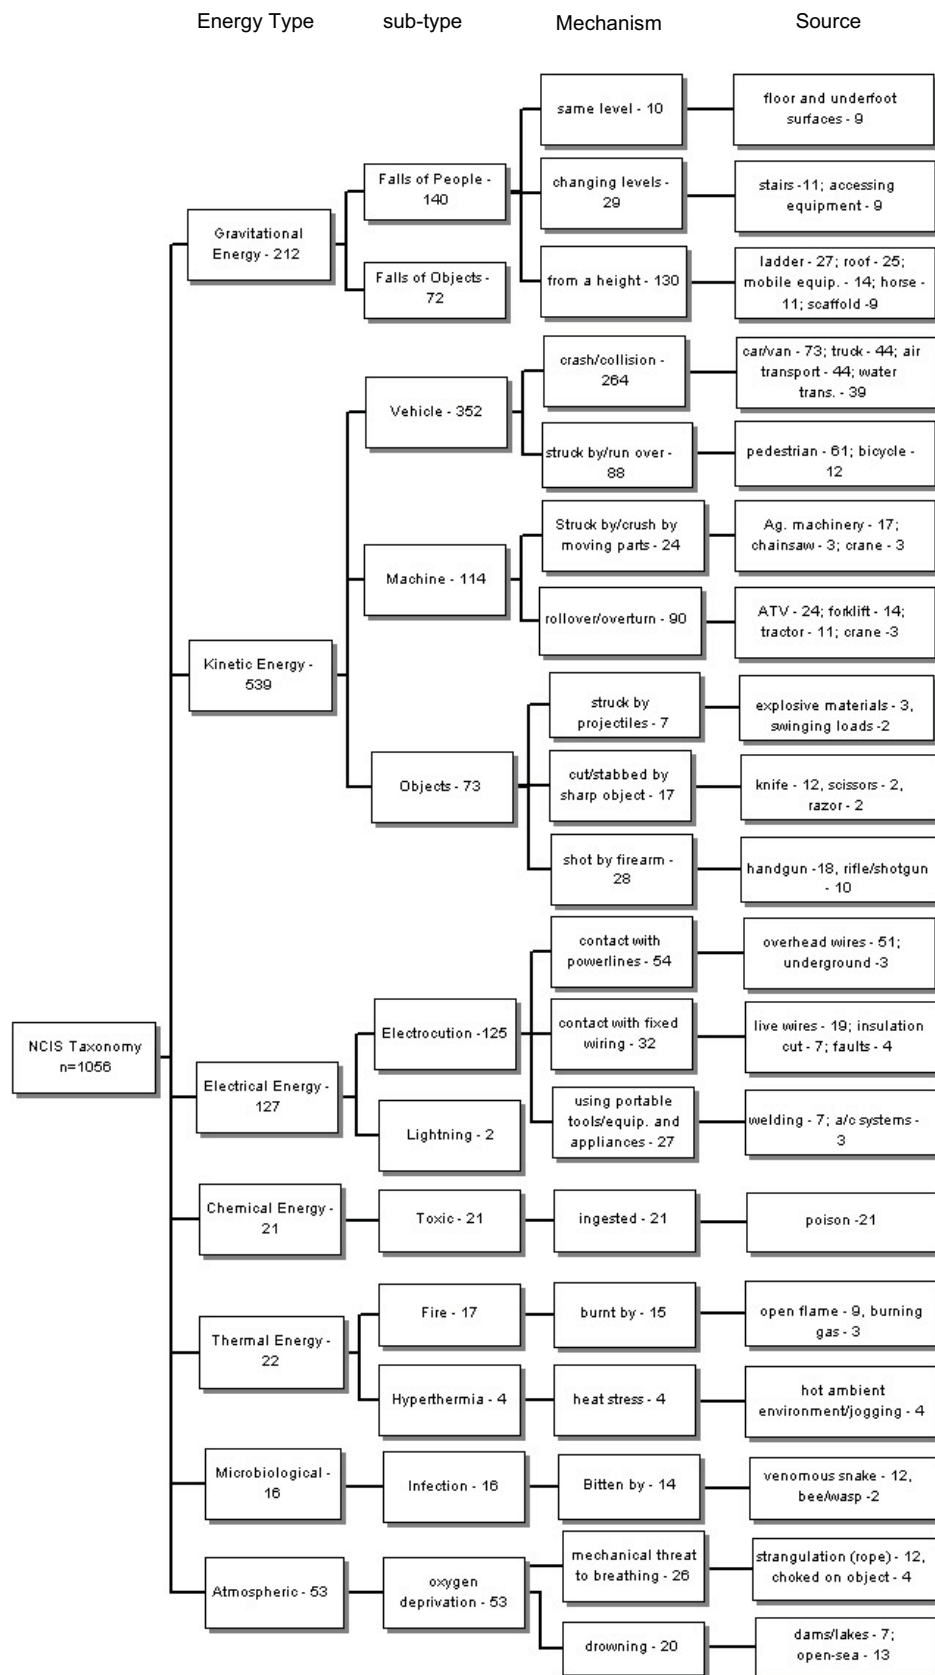 Energy Type
sub-type
Mechanism
Source
same level - 10
floor and underfoot
surfaces - 9
Falls of People -
140
changing levels -
29
stairs -11; accessing
equipment - 9
Gravitational
Energy - 212
Falls of Objects -
72
from a height - 130
ladder - 27; roof - 25;
mobile equip. - 14; horse -
11; scaffold -9
Vehicle - 352
crash/collision -
264
car/van - 73; truck - 44; air
transport - 44; water
trans. - 39
struck by/run over -
88
pedestrian - 61; bicycle -
12
Machine - 114
Struck by/crush by
moving parts - 24
Ag. machinery - 17;
chainsaw - 3; crane - 3
rollover/overturn - 90
ATV - 24; forklift - 14;
tractor - 11; crane -3
Kinetic Energy -
539
struck by
projectiles - 7
explosive materials - 3,
swinging loads -2
Objects - 73
cut/stabbed by
sharp object - 17
knife - 12, scissors - 2,
razor - 2
shot by firearm -
28
handgun -18, rifle/shotgun
- 10
contact with
powerlines - 54
overhead wires - 51;
underground -3
NCIS Taxonomy
n=1056
Electrocution -125
contact with fixed
wiring - 32
live wires - 19; insulation
cut - 7; faults - 4
Electrical Energy -
127
Lightning - 2
using portable
tools/equip. and
appliances - 27
welding - 7; a/c systems -
3
Chemical Energy -
21
Toxic - 21
ingested - 21
poison -21
Fire - 17
burnt by - 15
open flame - 9, burning
gas - 3
Thermal Energy -
22
Hyperthermia - 4
heat stress - 4
hot ambient
environment/jogging - 4
Microbiological -
16
Infection - 16
Bitten by - 14
venomous snake - 12,
bee/wasp -2
Atmospheric - 53
oxygen
deprivation - 53
mechanical threat
to breathing - 26
strangulation (rope) - 12,
choked on object - 4
drowning - 20
dams/lakes - 7;
open-sea - 13